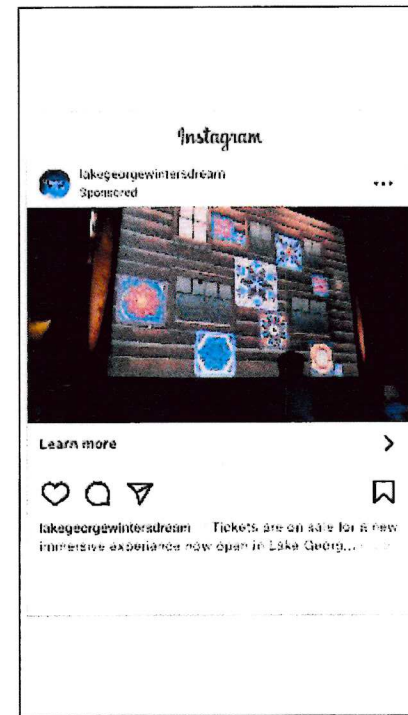 Instagram
lakegeorgewintersdream
Sponsored
Learn more
lakegeorgewintersdream Tickets are on sale for a new
immersive experience now open in Lake Georg...